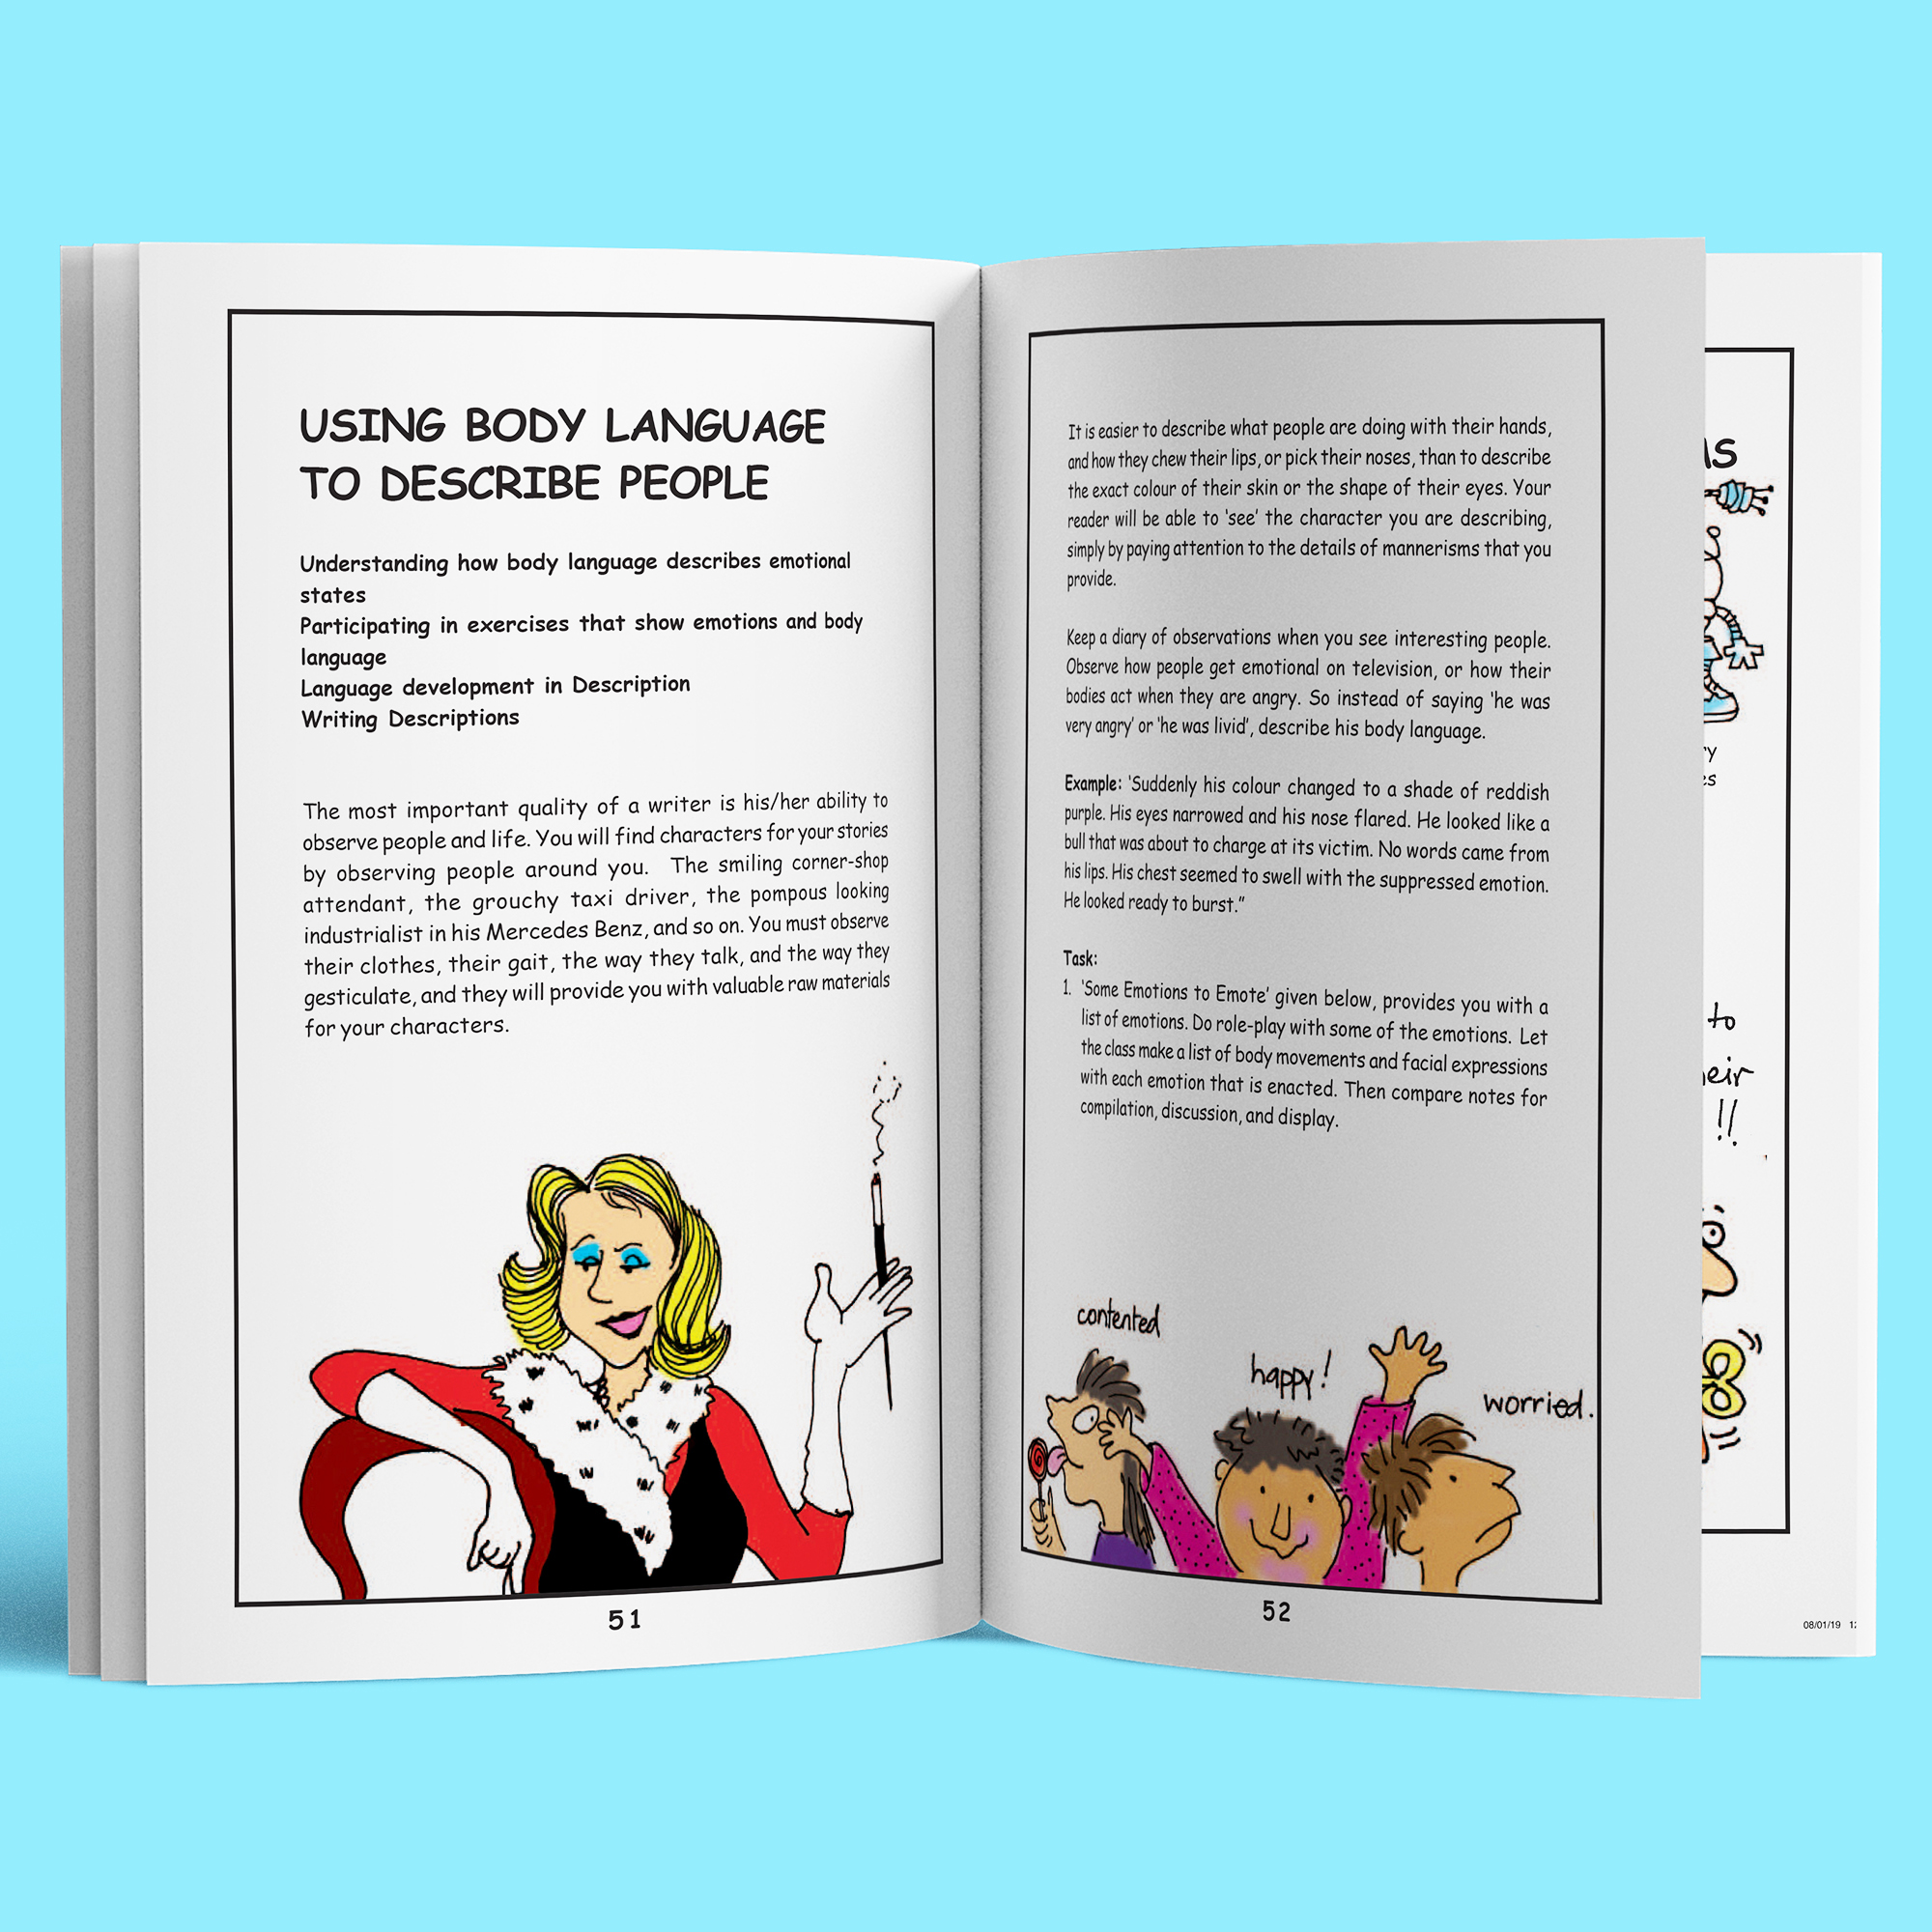 USING BODY LANGUAGE
TO DESCRIBE PEOPLE
Understanding how body language describes emotional
states
Participating in exercises that show emotions and body
language
Language development in Description
Writing Descriptions
The most important quality of a writer is his/her ability to
observe people and life. You will find characters for your stories
by observing people around you. The smiling corner-shop
attendant, the grouchy taxi driver, the pompous looking
industrialist in his Mercedes Benz, and so on. You must observe
their clothes, their gait, the way they talk, and the way they
gesticulate, and they will provide you with valuable raw materials
for your characters.
51
It is easier to describe what people are doing with their hands,
and how they chew their lips, or pick their noses, than to describe
the exact colour of their skin or the shape of their eyes. Your
reader will be able to ‘see’ the character you are describing,
simply by paying attention to the details of mannerisms that you
provide.
Keep a diary of observations when you see interesting people.
Observe how people get emotional on television, or how their
bodies act when they are angry. So instead of saying ‘he was
very angry’ or ‘he was livid’, describe his body language.
Example: ‘Suddenly his colour changed to a shade of reddish
purple. His eyes narrowed and his nose flared. He looked like a
bull that was about to charge at its victim. No words came from
his lips. His chest seemed to swell with the suppressed emotion.
He looked ready to burst.”
Task:
1. ‘Some Emotions to Emote’ given below, provides you with a
list of emotions. Do role-play with some of the emotions. Let
the class make a list of body movements and facial expressions
with each emotion that is enacted. Then compare notes for
compilation, discussion, and display.
contented
happy!
worried.
52
to
!!
08/01/19